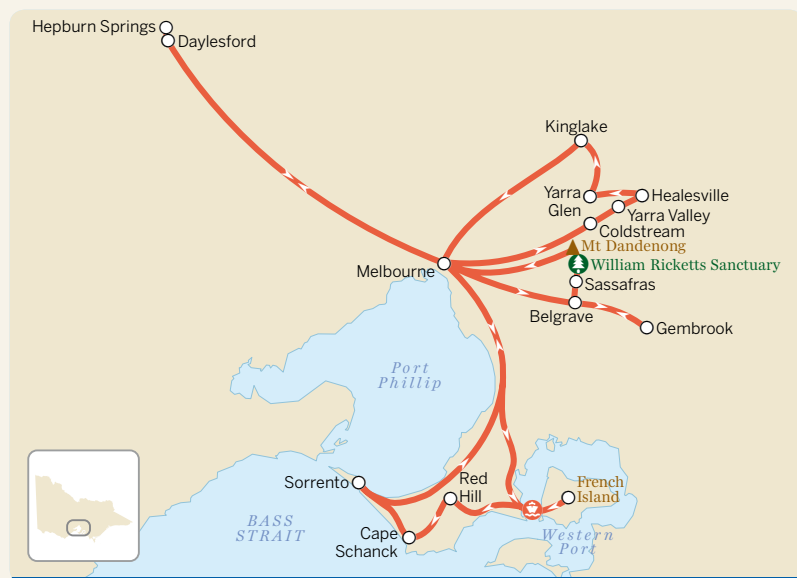 Hepburn Springs
Daylesford
Kinglake
Yarra
Glen
Healesville
Yarra Valley
Coldstream
Mt Dandenong
Melbourne
William Ricketts Sanctuary
Sassafras
Belgrave
Gembrook
Port
Phillip
Sorrento
Red
Hill
French
Island
BASS
STRAIT
Cape
Schanck
Western
Port